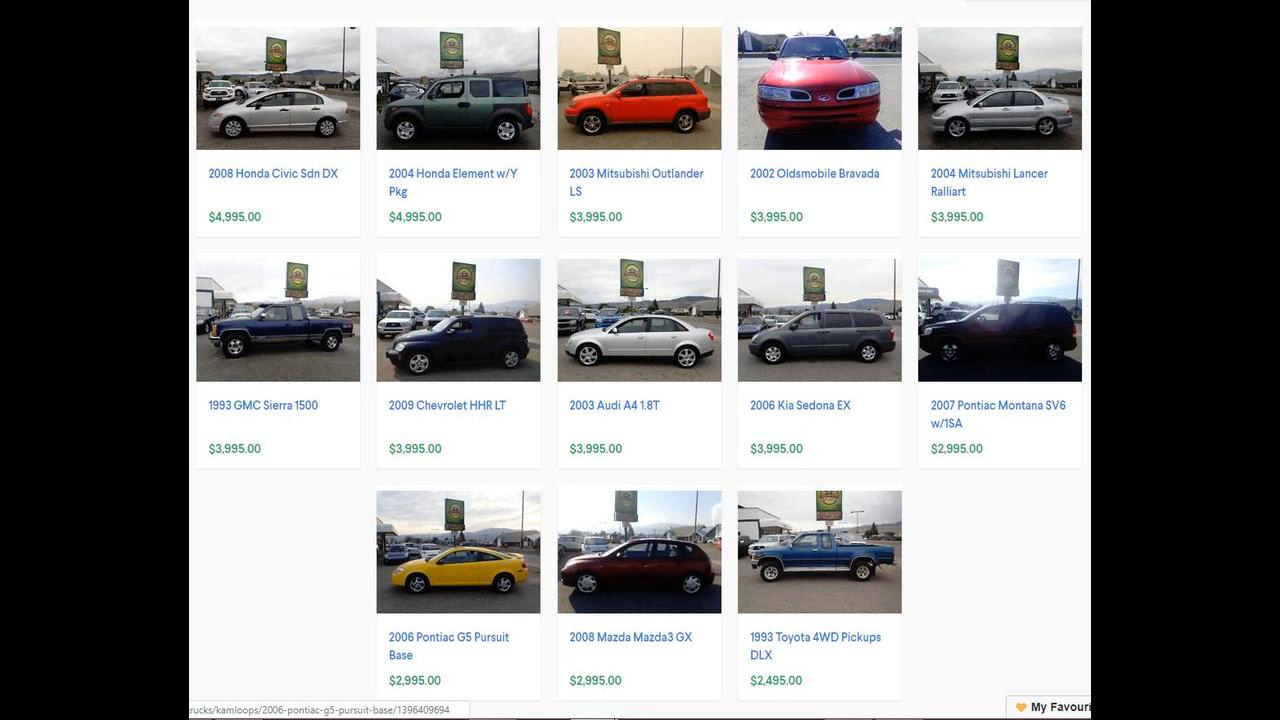 2008 Honda Civic Sdn DX
$4,995.00
2004 Honda Element w/Y
Pkg
$4,995.00
2003 Mitsubishi Outlander
LS
$3,995.00
2002 Oldsmobile Bravada
$3,995.00
2004 Mitsubishi Lancer
Ralliart
$3,995.00
1993 GMC Sierra 1500
$3,995.00
2009 Chevrolet HHR LT
$3,995.00
2003 Audi A4 1.8T
$3,995.00
2006 Kia Sedona EX
$3,995.00
2007 Pontiac Montana SV6
w/1SA
$2,995.00
2006 Pontiac G5 Pursuit
Base
$2,995.00
2008 Mazda Mazda3 GX
$2,995.00
1993 Toyota 4WD Pickups
DLX
$2,495.00
rucks/kamloops/2006-pontiac-g5-pursuit-base/1396409694
My Favouri